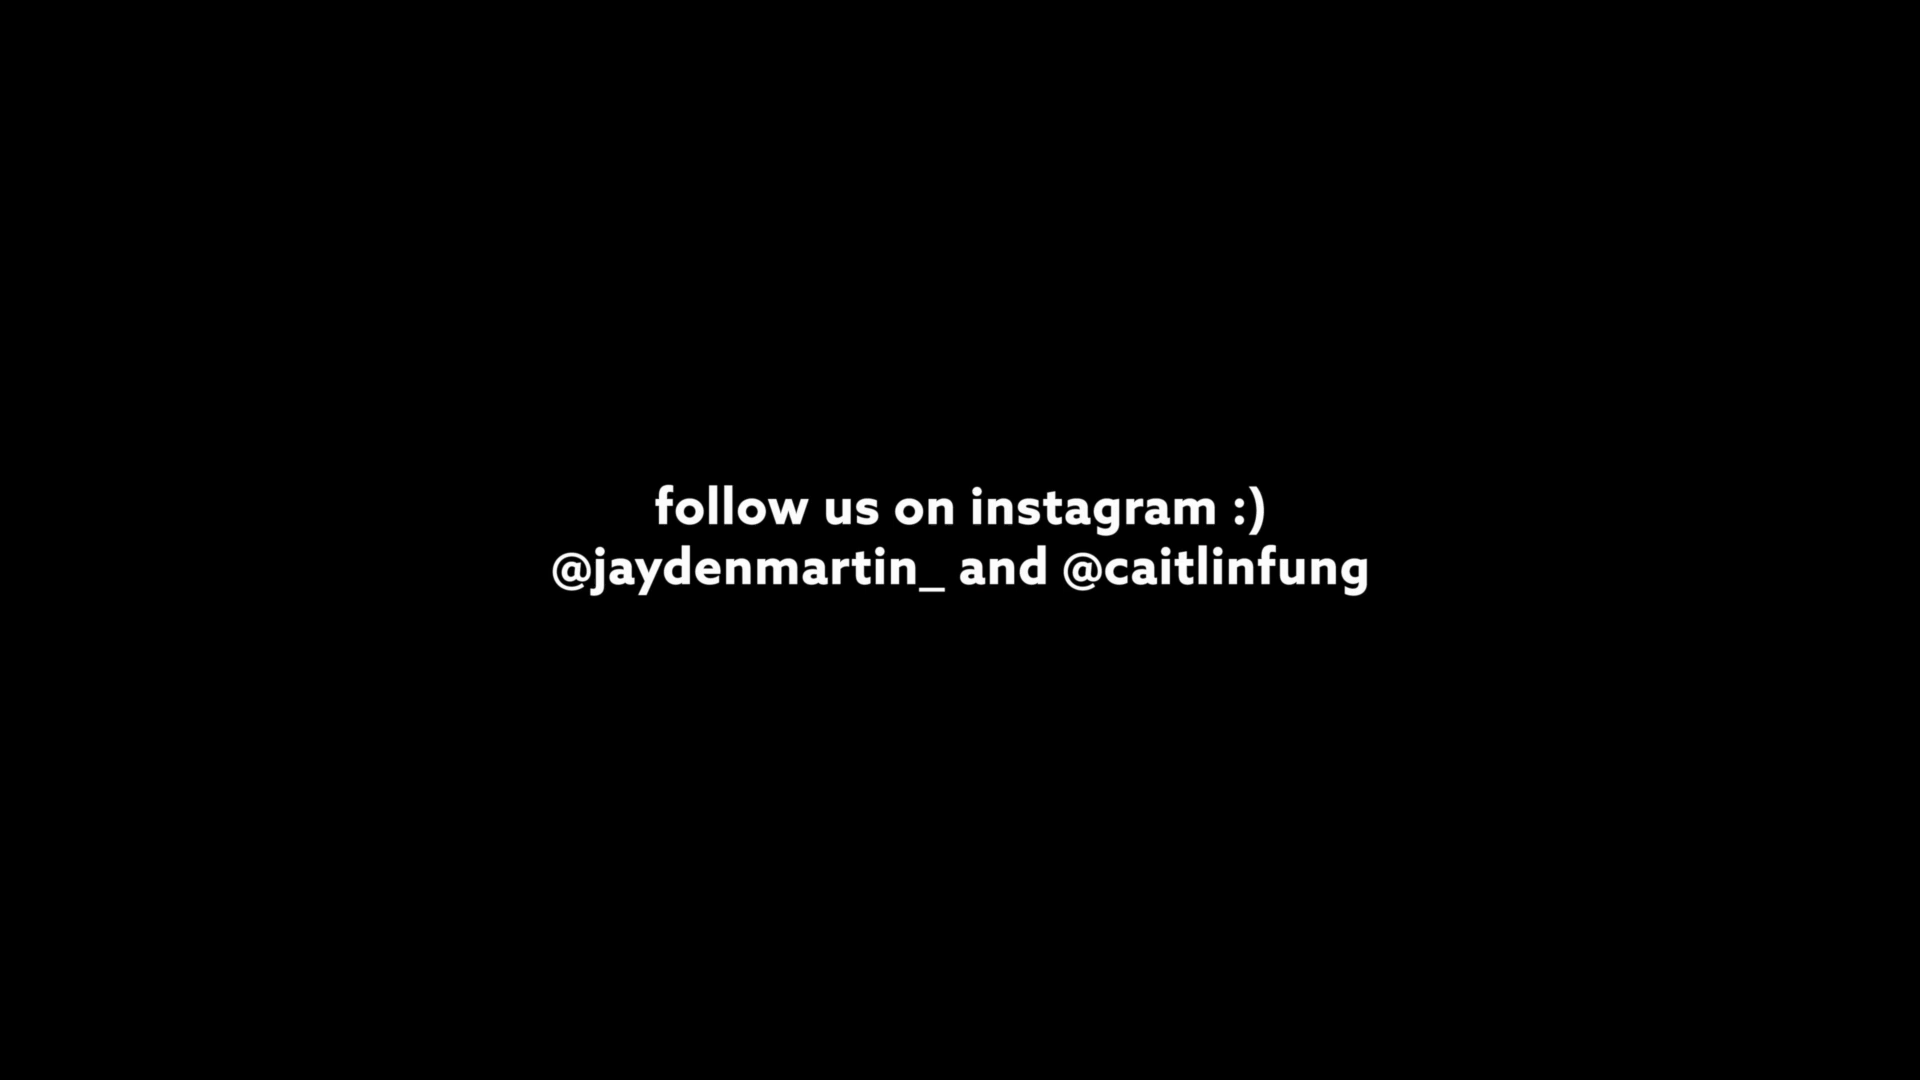 follow us on instagram :)
@jaydenmartin_ and @caitlinfung